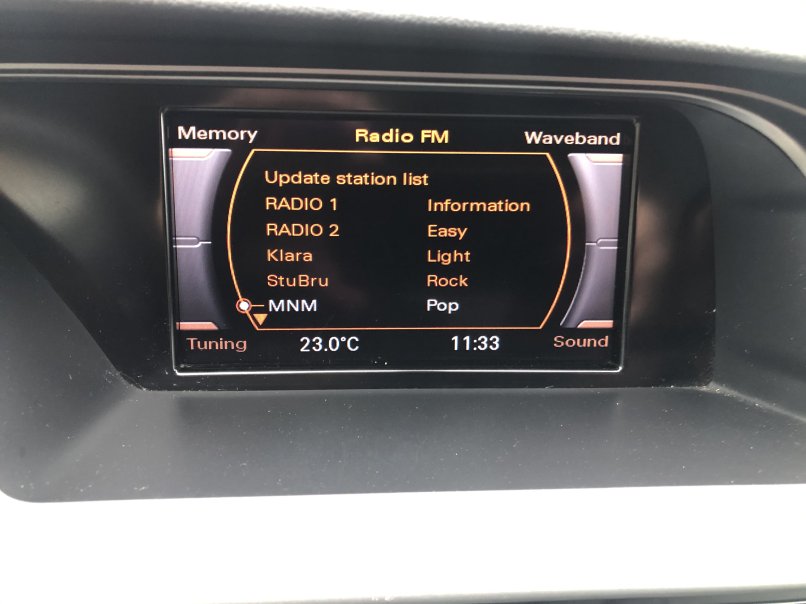 Memory Radio FM Waveband
Update station list
RADIO 1 Information
RADIO 2 Easy
Klara Light
StuBru Rock
MNM Pop
Tuning 23.0°C 11:33 Sound